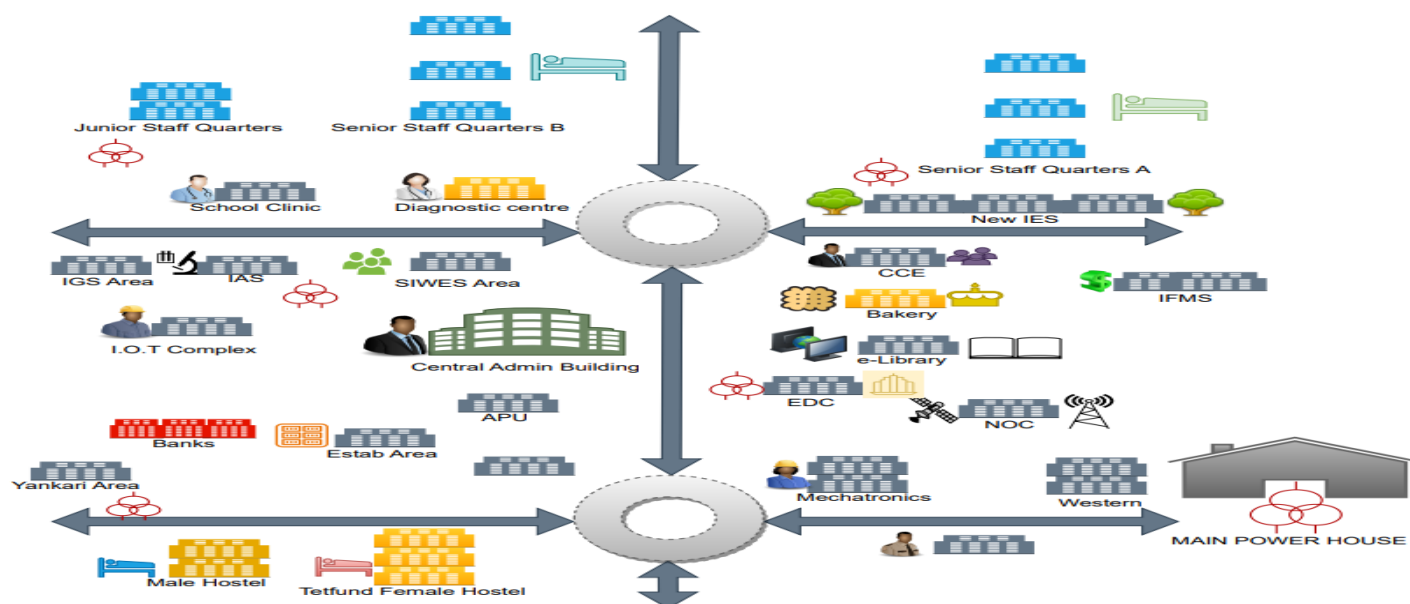 Junior Staff Quarters
Senior Staff Quarters B
Senior Staff Quarters A
School Clinic
Diagnostic centre
New IES
IGS Area
IAS
SIWES Area
CCE
IFMS
Bakery
I.O.T Complex
Central Admin Building
e-Library
EDC
APU
NOC
Banks
Estab Area
Yankari Area
Mechatronics
Western
MAIN POWER HOUSE
Male Hostel
Tetfund Female Hostel